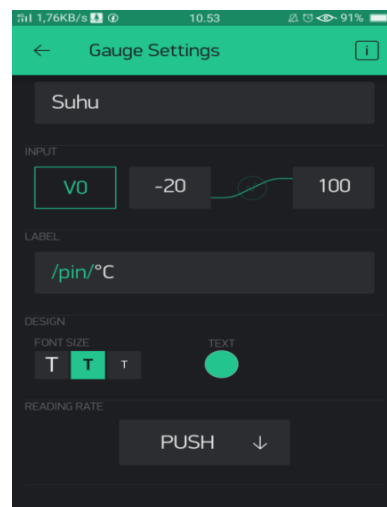 1,76KB/s 10.53 91%
Gauge Settings i
Suhu
INPUT
V0 -20 100
LABEL
/pin/°C
DESIGN
FONT SIZE TEXT
T T T
READING RATE
PUSH